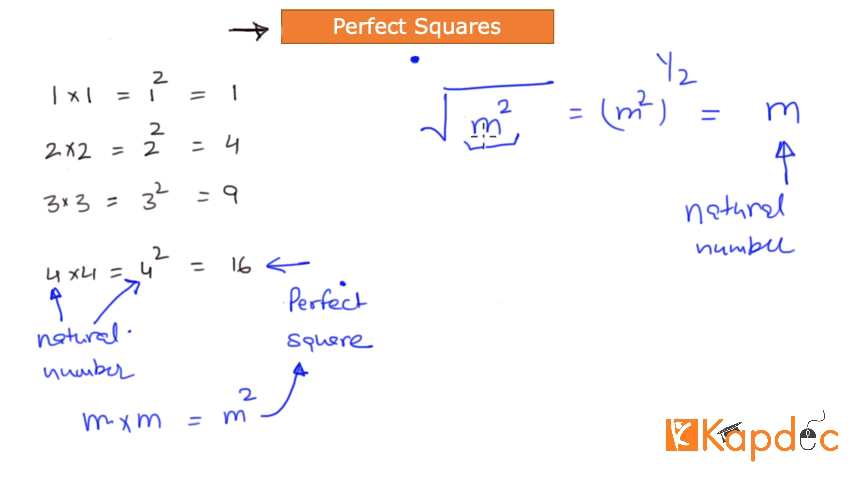 → Perfect Squares
1 × 1 = 1² = 1
2 × 2 = 2² = 4
3 × 3 = 3² = 9
4 × 4 = 4² = 16 ←
natural number
Perfect square
m × m = m²
√m² = (m²)^1/2 = m
natural
number
Kapdec